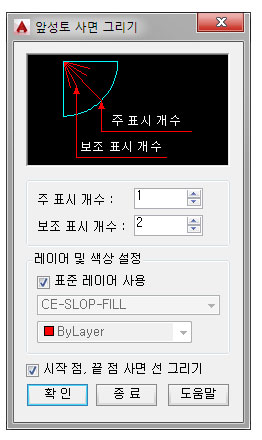 앞성토 사면 그리기
주 표시 개수
보조 표시 개수
주 표시 개수 : 1
보조 표시 개수 : 2
레이어 및 색상 설정
표준 레이어 사용
CE-SLOP-FILL
ByLayer
시작 점, 끝 점 사면 선 그리기
확 인 종 료 도움말